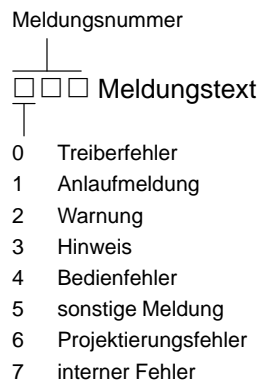 Meldungsnummer
□□□ Meldungstext
0 Treiberfehler
1 Anlaufmeldung
2 Warnung
3 Hinweis
4 Bedienfehler
5 sonstige Meldung
6 Projektierungsfehler
7 interner Fehler